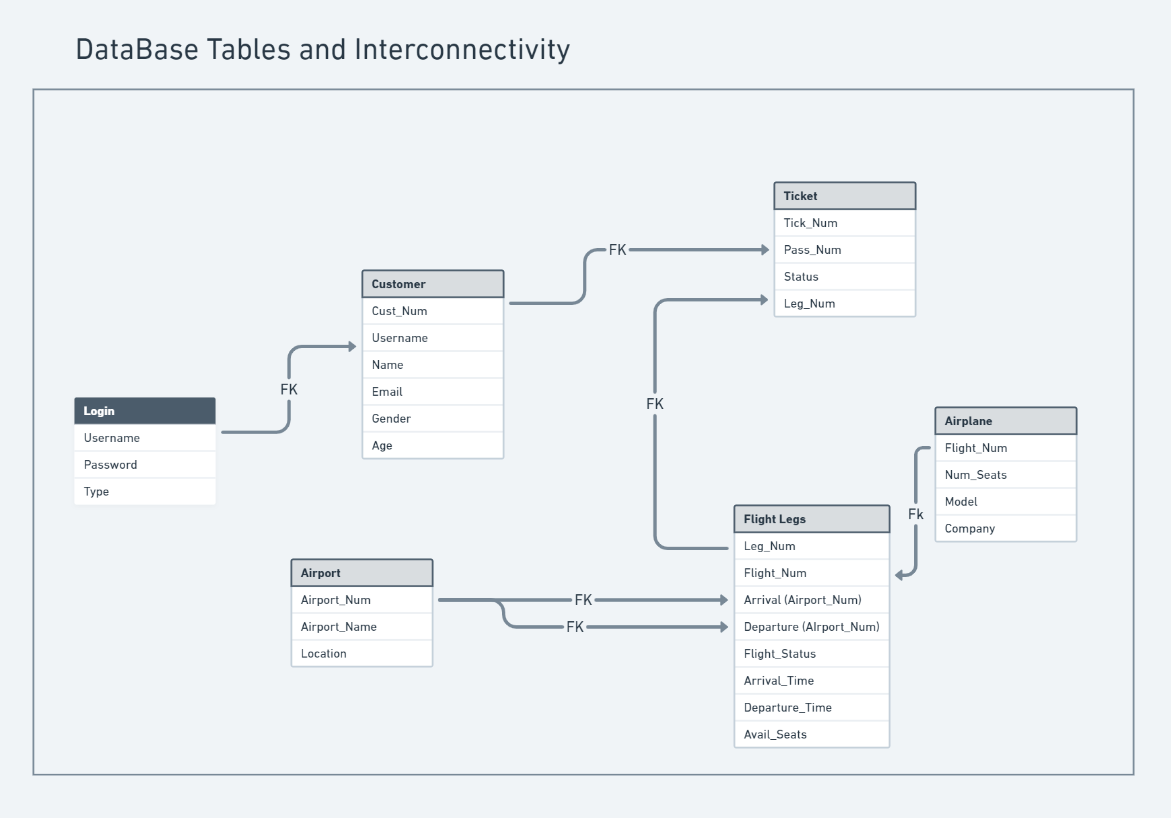 DataBase Tables and Interconnectivity
Ticket
Tick_Num
Pass_Num
Status
Leg_Num
FK
Customer
Cust_Num
Username
Name
Email
Gender
Age
FK
Login
Username
Password
Type
FK
Airplane
Flight_Num
Num_Seats
Model
Company
Fk
Flight Legs
Leg_Num
Flight_Num
Arrival (Airport_Num)
Departure (AIrport_Num)
Flight_Status
Arrival_Time
Departure_Time
Avail_Seats
Airport
Airport_Num
Airport_Name
Location
FK
FK